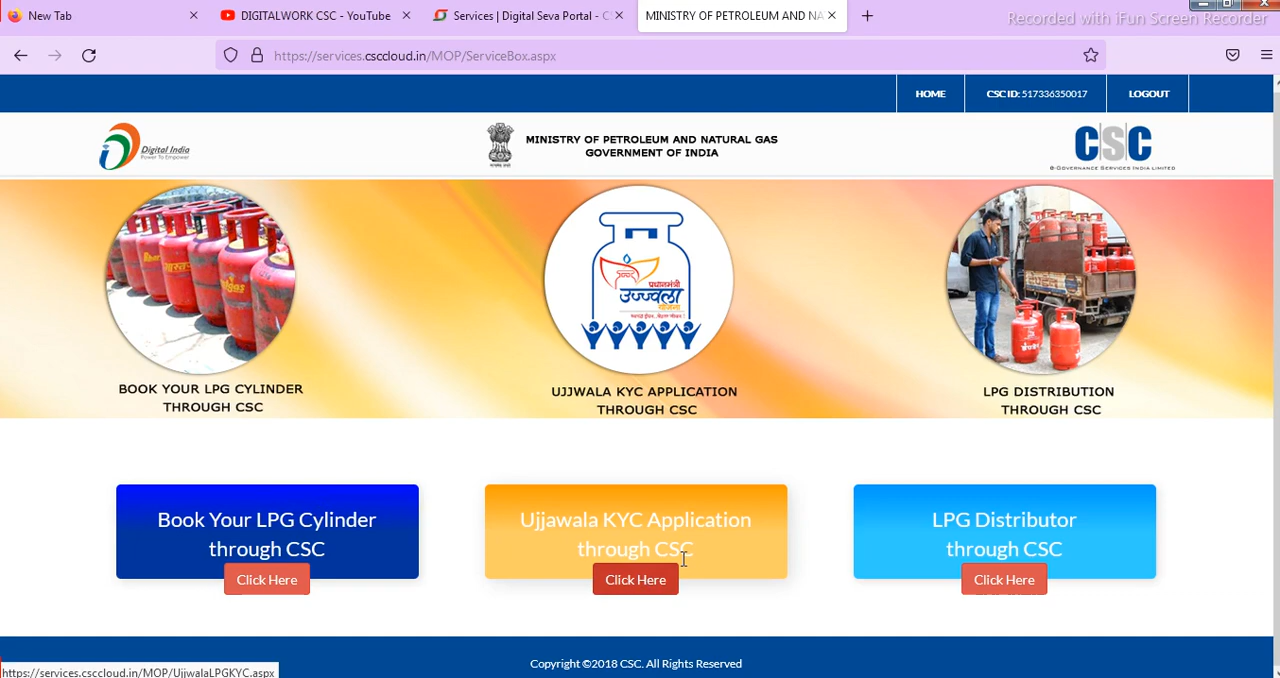 Recorded with iFun Screen Recorder
New Tab
DIGITALWORK CSC - YouTube
Services | Digital Seva Portal - C
MINISTRY OF PETROLEUM AND NA
https://services.csccloud.in/MOP/ServiceBox.aspx
HOME
CSC ID: 517336350017
LOGOUT
Digital India
Power To Empower
MINISTRY OF PETROLEUM AND NATURAL GAS
GOVERNMENT OF INDIA
CSC
e-Governance Services India Limited
प्रधानमंत्री
उज्ज्वला
योजना
BOOK YOUR LPG CYLINDER
THROUGH CSC
UJJWALA KYC APPLICATION
THROUGH CSC
LPG DISTRIBUTION
THROUGH CSC
Book Your LPG Cylinder
through CSC
Click Here
Ujjawala KYC Application
through CSC
Click Here
LPG Distributor
through CSC
Click Here
Copyright ©2018 CSC. All Rights Reserved
https://services.csccloud.in/MOP/UjjwalaLPGKYC.aspx